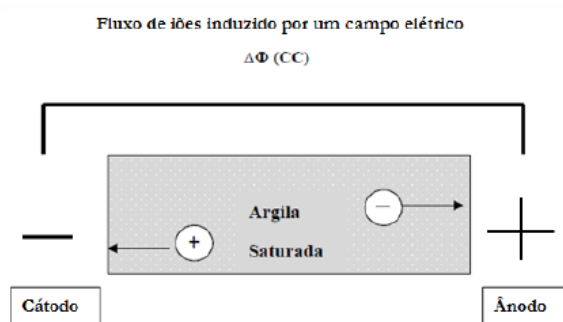 Fluxo de iões induzido por um campo elétrico
ΔΦ (CC)
Argila
Saturada
−
+
Cátodo
Ânodo